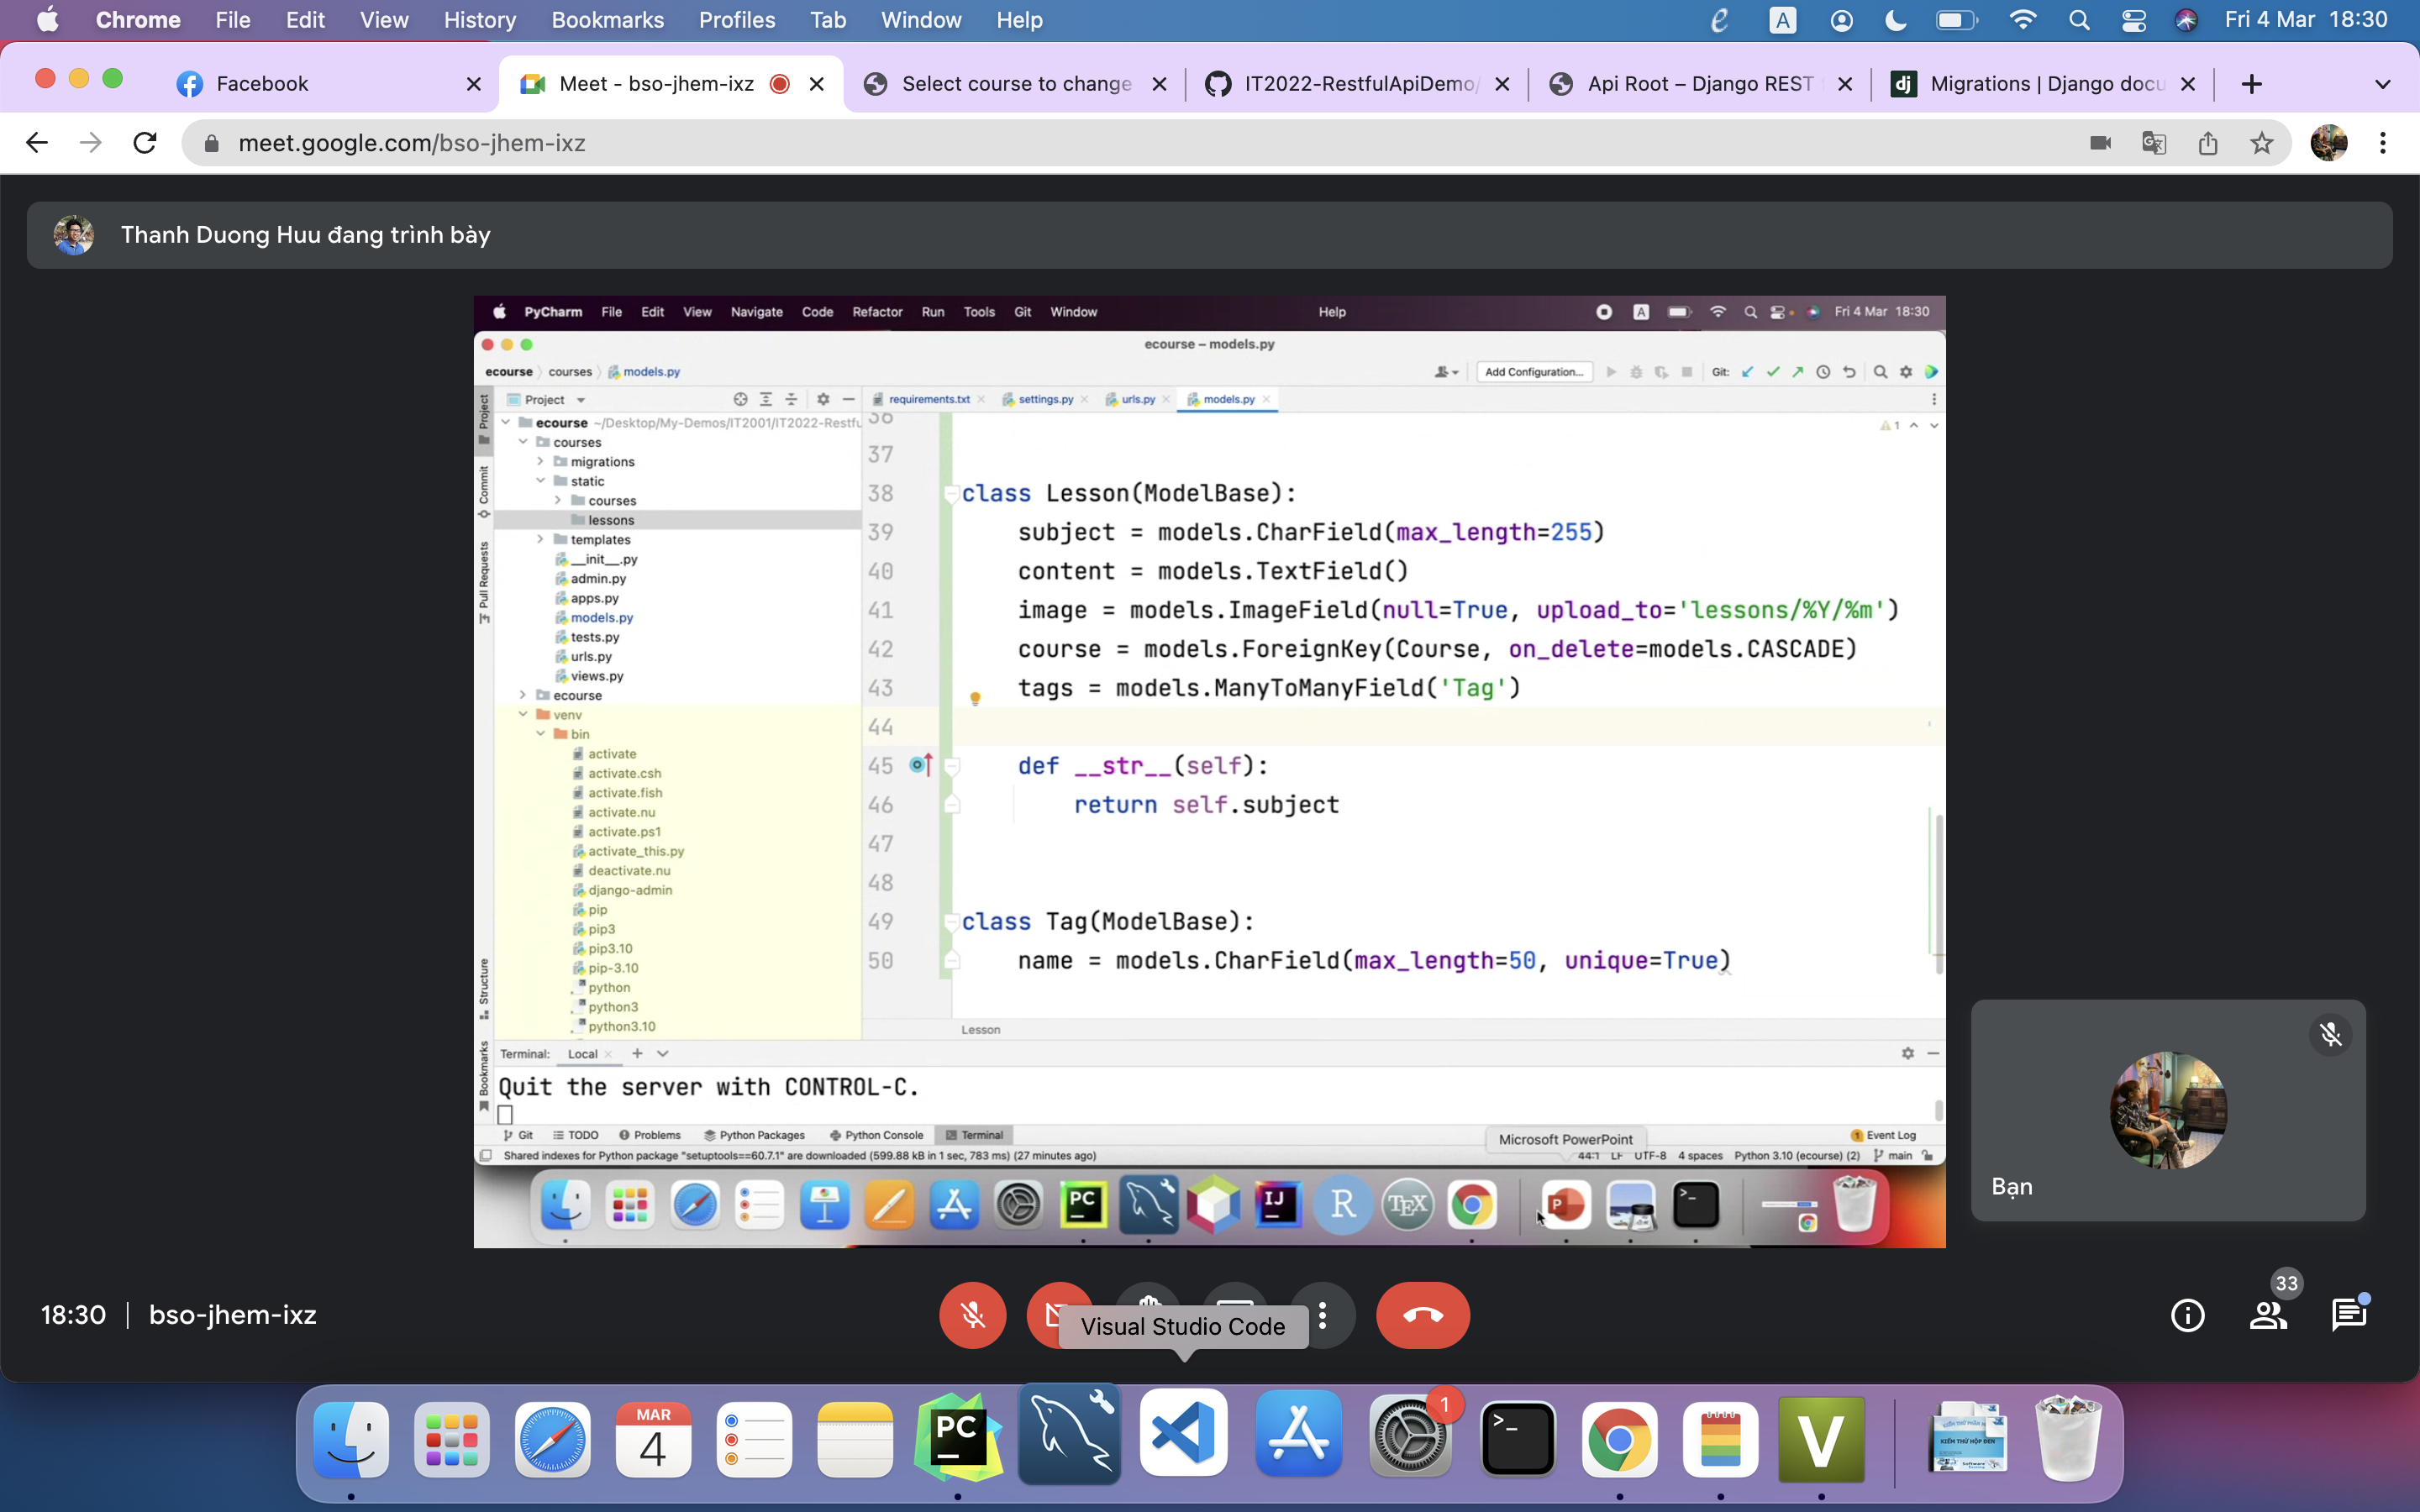 Chrome File Edit View History Bookmarks Profiles Tab Window Help A Fri 4 Mar 18:30
Facebook Meet - bso-jhem-ixz Select course to change IT2022-RestfulApiDemo/ Api Root – Django REST dj Migrations | Django docu
meet.google.com/bso-jhem-ixz
Thanh Duong Huu đang trình bày
PyCharm File Edit View Navigate Code Refactor Run Tools Git Window Help A Fri 4 Mar 18:30
ecourse – models.py
ecourse courses models.py Add Configuration... Git:
Project requirements.txt settings.py urls.py models.py
Project
Commit
Pull Requests
Structure
Bookmarks
ecourse ~/Desktop/My-Demos/IT2001/IT2022-Restfu
courses
migrations
static
courses
lessons
templates
__init__.py
admin.py
apps.py
models.py
tests.py
urls.py
views.py
ecourse
venv
bin
activate
activate.csh
activate.fish
activate.nu
activate.ps1
activate_this.py
deactivate.nu
django-admin
pip
pip3
pip3.10
pip-3.10
python
python3
python3.10
1
36
37
38 class Lesson(ModelBase):
39 subject = models.CharField(max_length=255)
40 content = models.TextField()
41 image = models.ImageField(null=True, upload_to='lessons/%Y/%m')
42 course = models.ForeignKey(Course, on_delete=models.CASCADE)
43 tags = models.ManyToManyField('Tag')
44
45 def __str__(self):
46 return self.subject
47
48
49 class Tag(ModelBase):
50 name = models.CharField(max_length=50, unique=True)
Lesson
Terminal: Local
Quit the server with CONTROL-C.
Git TODO Problems Python Packages Python Console Terminal Microsoft PowerPoint 1 Event Log
Shared indexes for Python package "setuptools==60.7.1" are downloaded (599.88 kB in 1 sec, 783 ms) (27 minutes ago) 44:1 LF UTF-8 4 spaces Python 3.10 (ecourse) (2) main
PC IJ R TEX P
Bạn
18:30 bso-jhem-ixz 33
Visual Studio Code
MAR
4
PC
1
V
KIỂM THỬ HỘP ĐEN